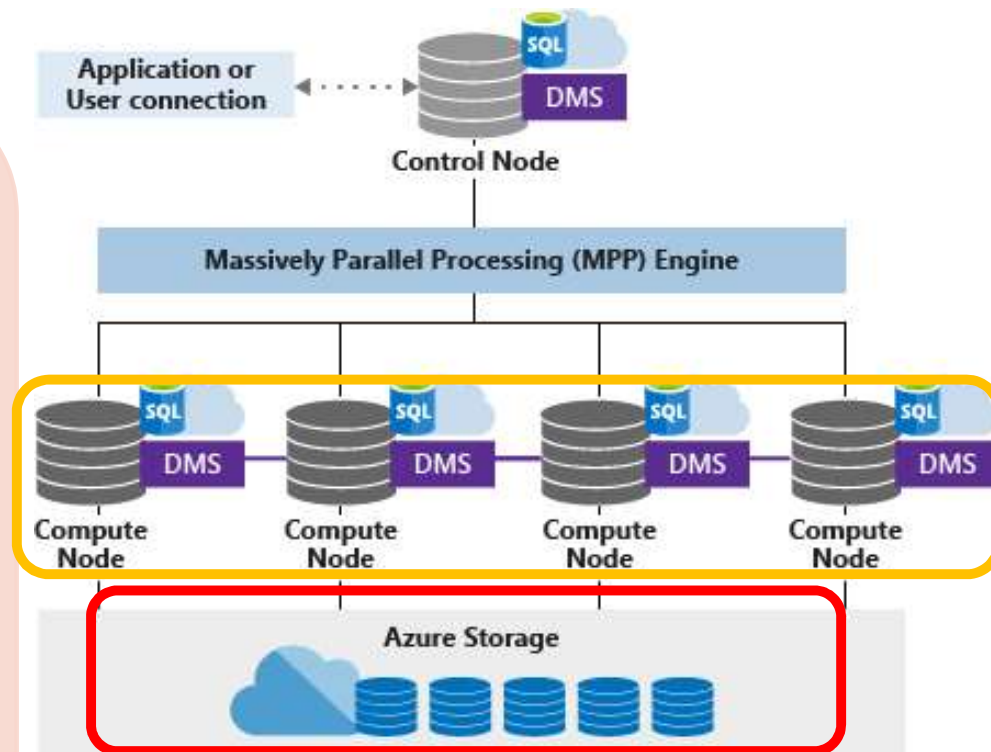 Application or
User connection
SQL
DMS
Control Node
Massively Parallel Processing (MPP) Engine
SQL SQL SQL SQL
DMS DMS DMS DMS
Compute Compute Compute Compute
Node Node Node Node
Azure Storage